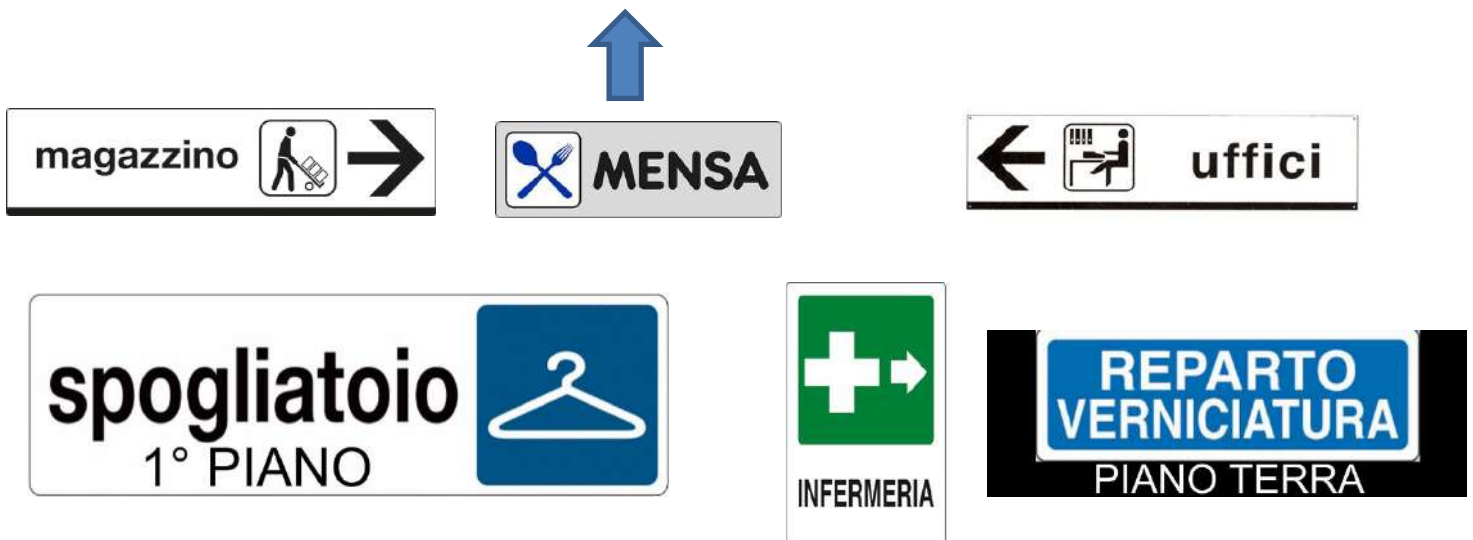 magazzino
MENSA
uffici
spogliatoio
1° PIANO
INFERMERIA
REPARTO
VERNICIATURA
PIANO TERRA